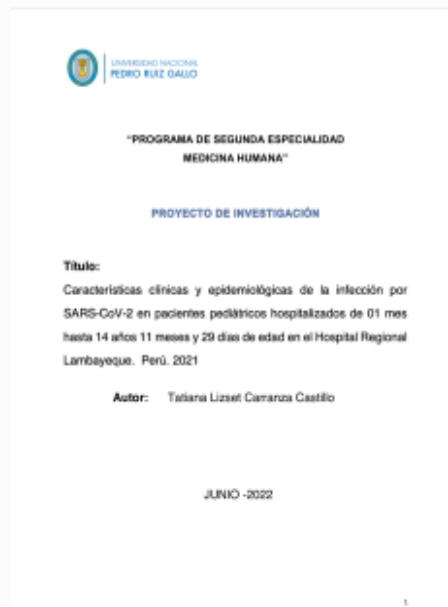 UNIVERSIDAD NACIONAL
PEDRO RUIZ GALLO
"PROGRAMA DE SEGUNDA ESPECIALIDAD
MEDICINA HUMANA"
PROYECTO DE INVESTIGACIÓN
Título:
Características clínicas y epidemiológicas de la infección por
SARS-CoV-2 en pacientes pediátricos hospitalizados de 01 mes
hasta 14 años 11 meses y 29 días de edad en el Hospital Regional
Lambayeque. Perú. 2021
Autor: Tatiana Lizset Carranza Castillo
JUNIO -2022
1